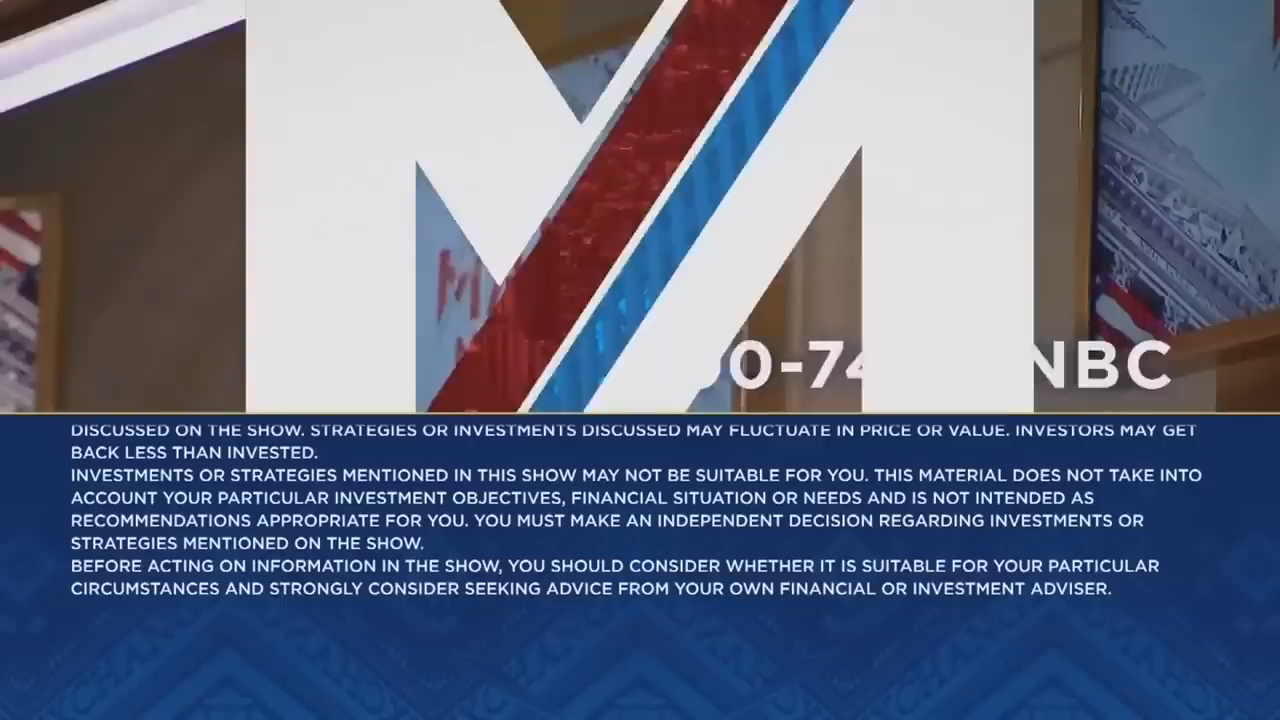 M
0-74 NBC
DISCUSSED ON THE SHOW. STRATEGIES OR INVESTMENTS DISCUSSED MAY FLUCTUATE IN PRICE OR VALUE. INVESTORS MAY GET
BACK LESS THAN INVESTED.
INVESTMENTS OR STRATEGIES MENTIONED IN THIS SHOW MAY NOT BE SUITABLE FOR YOU. THIS MATERIAL DOES NOT TAKE INTO
ACCOUNT YOUR PARTICULAR INVESTMENT OBJECTIVES, FINANCIAL SITUATION OR NEEDS AND IS NOT INTENDED AS
RECOMMENDATIONS APPROPRIATE FOR YOU. YOU MUST MAKE AN INDEPENDENT DECISION REGARDING INVESTMENTS OR
STRATEGIES MENTIONED ON THE SHOW.
BEFORE ACTING ON INFORMATION IN THE SHOW, YOU SHOULD CONSIDER WHETHER IT IS SUITABLE FOR YOUR PARTICULAR
CIRCUMSTANCES AND STRONGLY CONSIDER SEEKING ADVICE FROM YOUR OWN FINANCIAL OR INVESTMENT ADVISER.